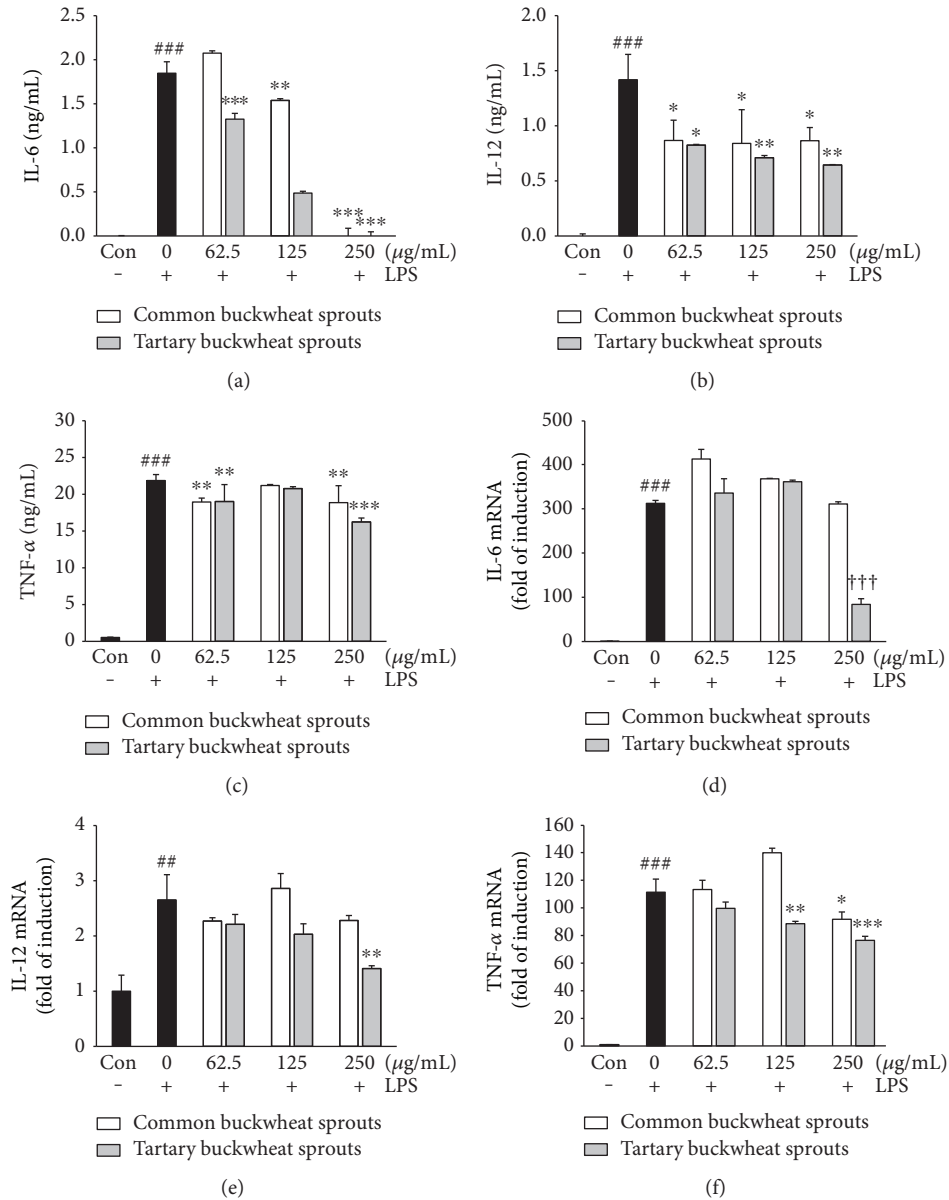 2.5
2.0
1.5
1.0
0.5
0.0
IL-6 (ng/mL)
###
***
**
***
***
Con 0 62.5 125 250 (μg/mL)
- + + + + LPS
Common buckwheat sprouts
Tartary buckwheat sprouts
(a)
2.0
1.5
1.0
0.5
0.0
IL-12 (ng/mL)
###
*
*
*
**
*
**
Con 0 62.5 125 250 (μg/mL)
- + + + + LPS
Common buckwheat sprouts
Tartary buckwheat sprouts
(b)
30
25
20
15
10
5
0
TNF-α (ng/mL)
###
**
**
**
***
Con 0 62.5 125 250 (μg/mL)
- + + + + LPS
Common buckwheat sprouts
Tartary buckwheat sprouts
(c)
500
400
300
200
100
0
IL-6 mRNA
(fold of induction)
###
†††
Con 0 62.5 125 250 (μg/mL)
- + + + + LPS
Common buckwheat sprouts
Tartary buckwheat sprouts
(d)
4
3
2
1
0
IL-12 mRNA
(fold of induction)
##
**
Con 0 62.5 125 250 (μg/mL)
- + + + + LPS
Common buckwheat sprouts
Tartary buckwheat sprouts
(e)
160
140
120
100
80
60
40
20
0
TNF-α mRNA
(fold of induction)
###
**
*
***
Con 0 62.5 125 250 (μg/mL)
- + + + + LPS
Common buckwheat sprouts
Tartary buckwheat sprouts
(f)